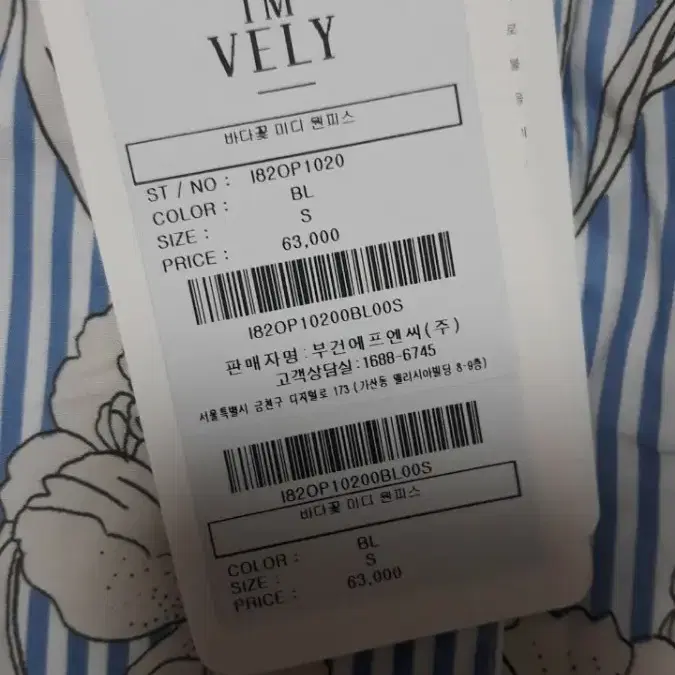 I'M
VELY
바다꽃 미디 원피스
ST / NO : I82OP1020
COLOR : BL
SIZE : S
PRICE : 63,000
I82OP10200BL00S
판매자명:부건에프엔씨(주)
고객상담실:1688-6745
서울특별시 금천구 디지털로 173 (가산동 엘리시아빌딩 8-9층)
I82OP10200BL00S
바다꽃 미디 원피스
COLOR : BL
SIZE : S
PRICE : 63,000